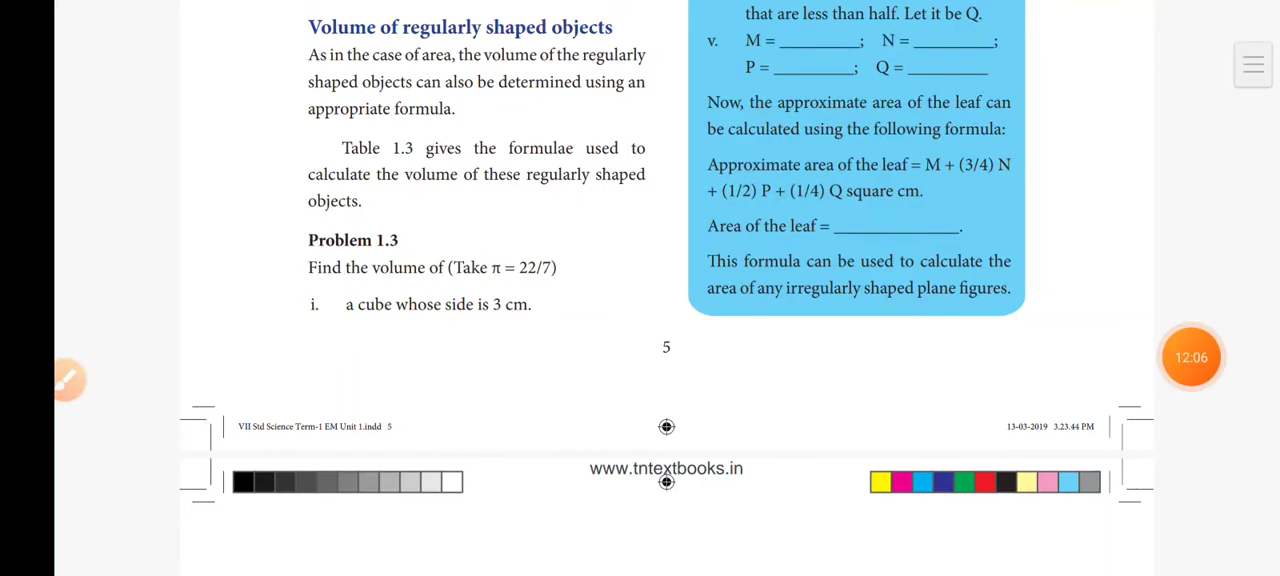 Volume of regularly shaped objects
As in the case of area, the volume of the regularly
shaped objects can also be determined using an
appropriate formula.
Table 1.3 gives the formulae used to
calculate the volume of these regularly shaped
objects.
Problem 1.3
Find the volume of (Take π = 22/7)
i. a cube whose side is 3 cm.
that are less than half. Let it be Q.
v. M = ____________; N = ____________;
P = ____________; Q = ____________
Now, the approximate area of the leaf can
be calculated using the following formula:
Approximate area of the leaf = M + (3/4) N
+ (1/2) P + (1/4) Q square cm.
Area of the leaf = __________________.
This formula can be used to calculate the
area of any irregularly shaped plane figures.
5
12:06
VII Std Science Term-1 EM Unit 1.indd 5
13-03-2019 3.23.44 PM
www.tntextbooks.in